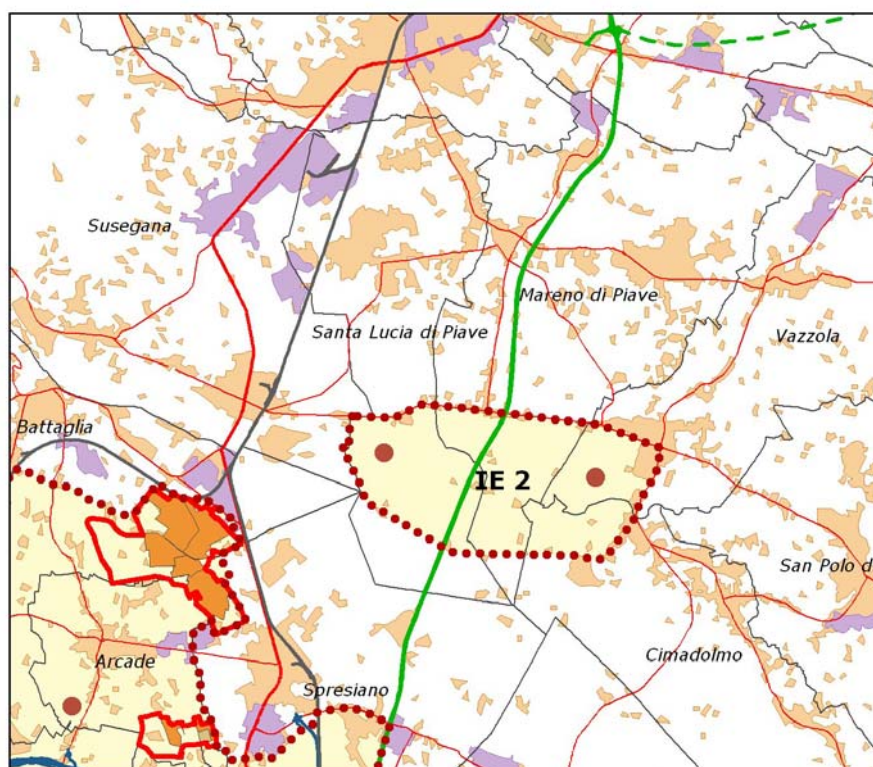 Susegana
Mareno di Piave
Santa Lucia di Piave
Vazzola
Battaglia
IE 2
San Polo d
Cimadolmo
Arcade
Spresiano